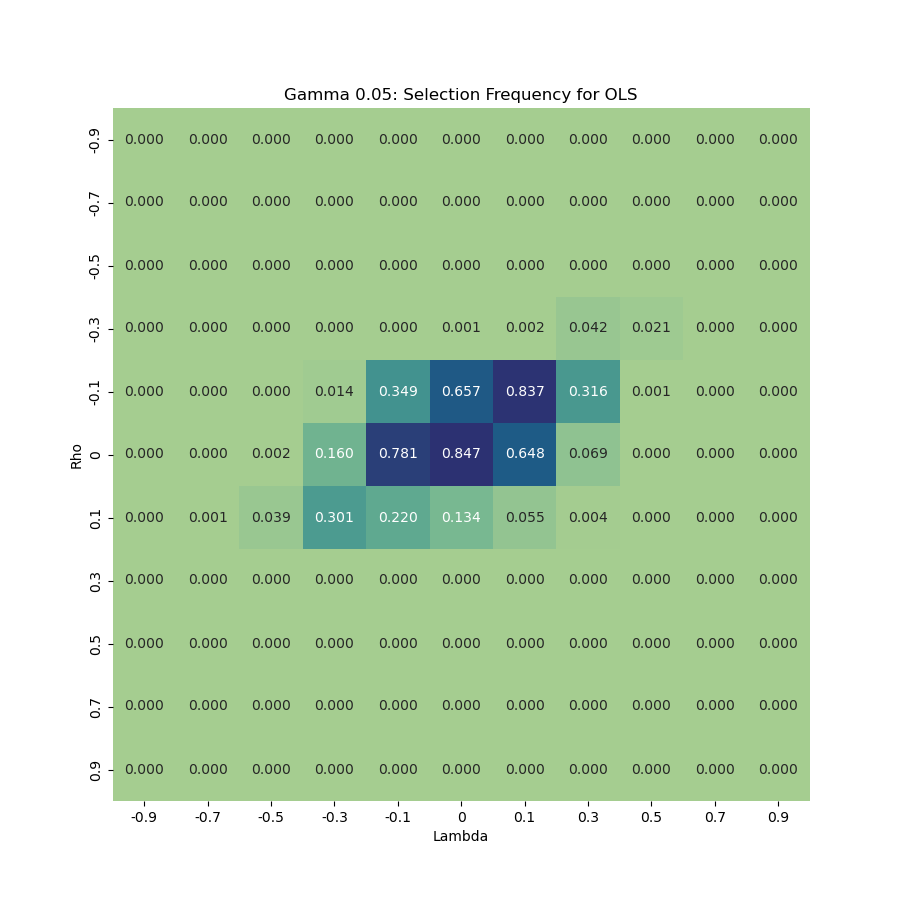 Gamma 0.05: Selection Frequency for OLS
Rho
-0.9 0.000 0.000 0.000 0.000 0.000 0.000 0.000 0.000 0.000 0.000 0.000
-0.7 0.000 0.000 0.000 0.000 0.000 0.000 0.000 0.000 0.000 0.000 0.000
-0.5 0.000 0.000 0.000 0.000 0.000 0.000 0.000 0.000 0.000 0.000 0.000
-0.3 0.000 0.000 0.000 0.000 0.000 0.001 0.002 0.042 0.021 0.000 0.000
-0.1 0.000 0.000 0.000 0.014 0.349 0.657 0.837 0.316 0.001 0.000 0.000
0 0.000 0.000 0.002 0.160 0.781 0.847 0.648 0.069 0.000 0.000 0.000
0.1 0.000 0.001 0.039 0.301 0.220 0.134 0.055 0.004 0.000 0.000 0.000
0.3 0.000 0.000 0.000 0.000 0.000 0.000 0.000 0.000 0.000 0.000 0.000
0.5 0.000 0.000 0.000 0.000 0.000 0.000 0.000 0.000 0.000 0.000 0.000
0.7 0.000 0.000 0.000 0.000 0.000 0.000 0.000 0.000 0.000 0.000 0.000
0.9 0.000 0.000 0.000 0.000 0.000 0.000 0.000 0.000 0.000 0.000 0.000
-0.9 -0.7 -0.5 -0.3 -0.1 0 0.1 0.3 0.5 0.7 0.9
Lambda